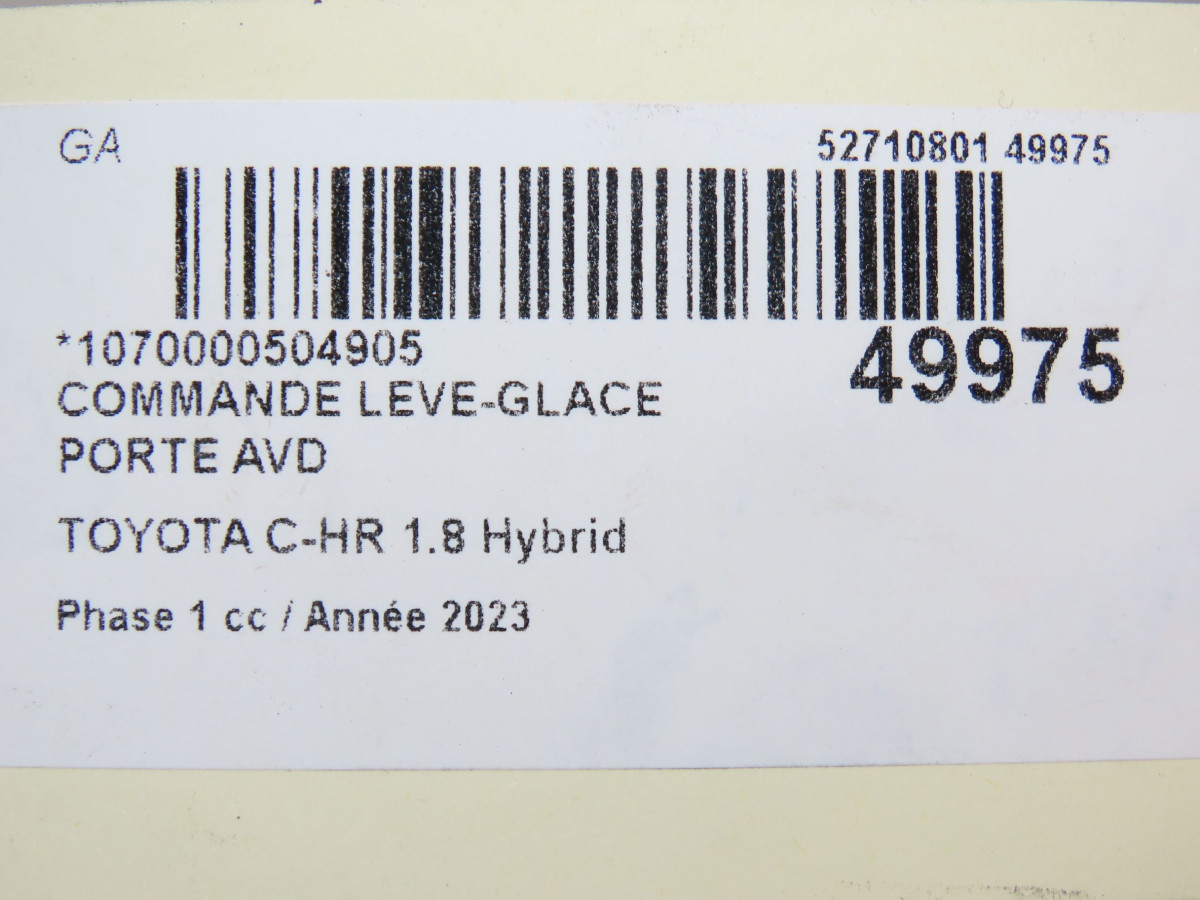 GA
52710801 49975
*1070000504905
49975
COMMANDE LEVE-GLACE
PORTE AVD
TOYOTA C-HR 1.8 Hybrid
Phase 1 cc / Année 2023